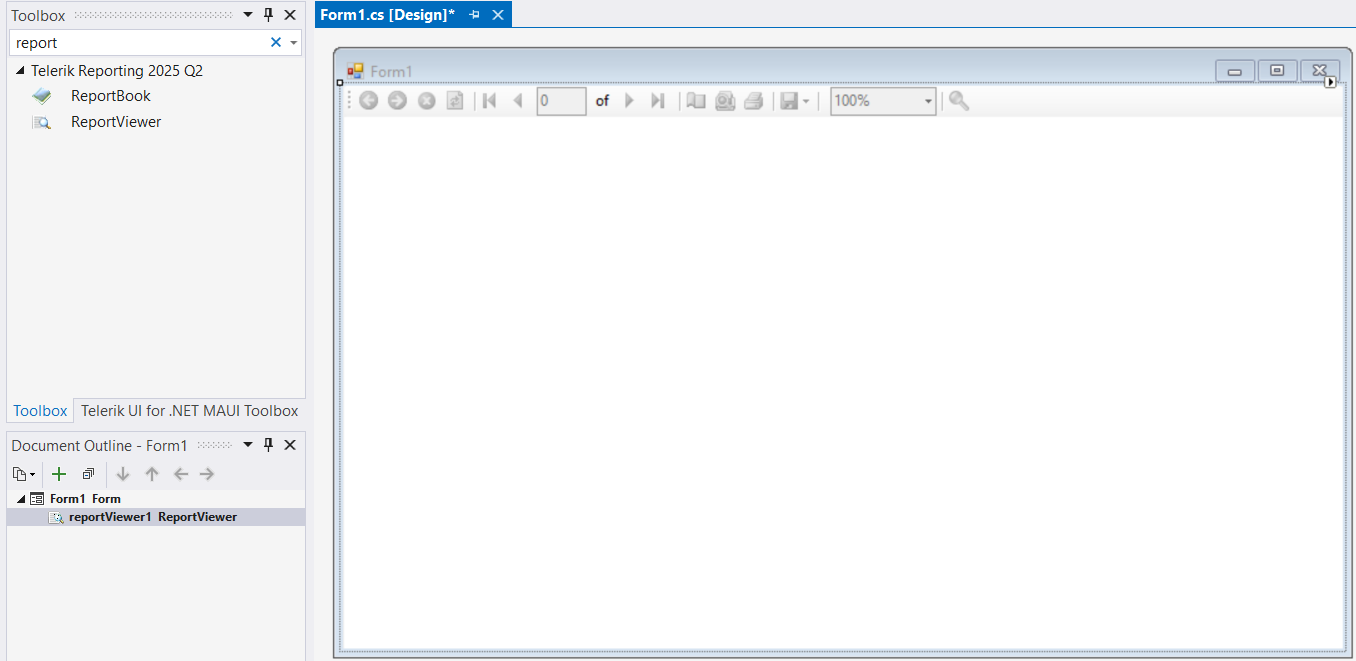 Toolbox
report
Telerik Reporting 2025 Q2
ReportBook
ReportViewer
Toolbox Telerik UI for .NET MAUI Toolbox
Document Outline - Form1
Form1 Form
reportViewer1 ReportViewer
Form1.cs [Design]*
Form1
0 of 100%